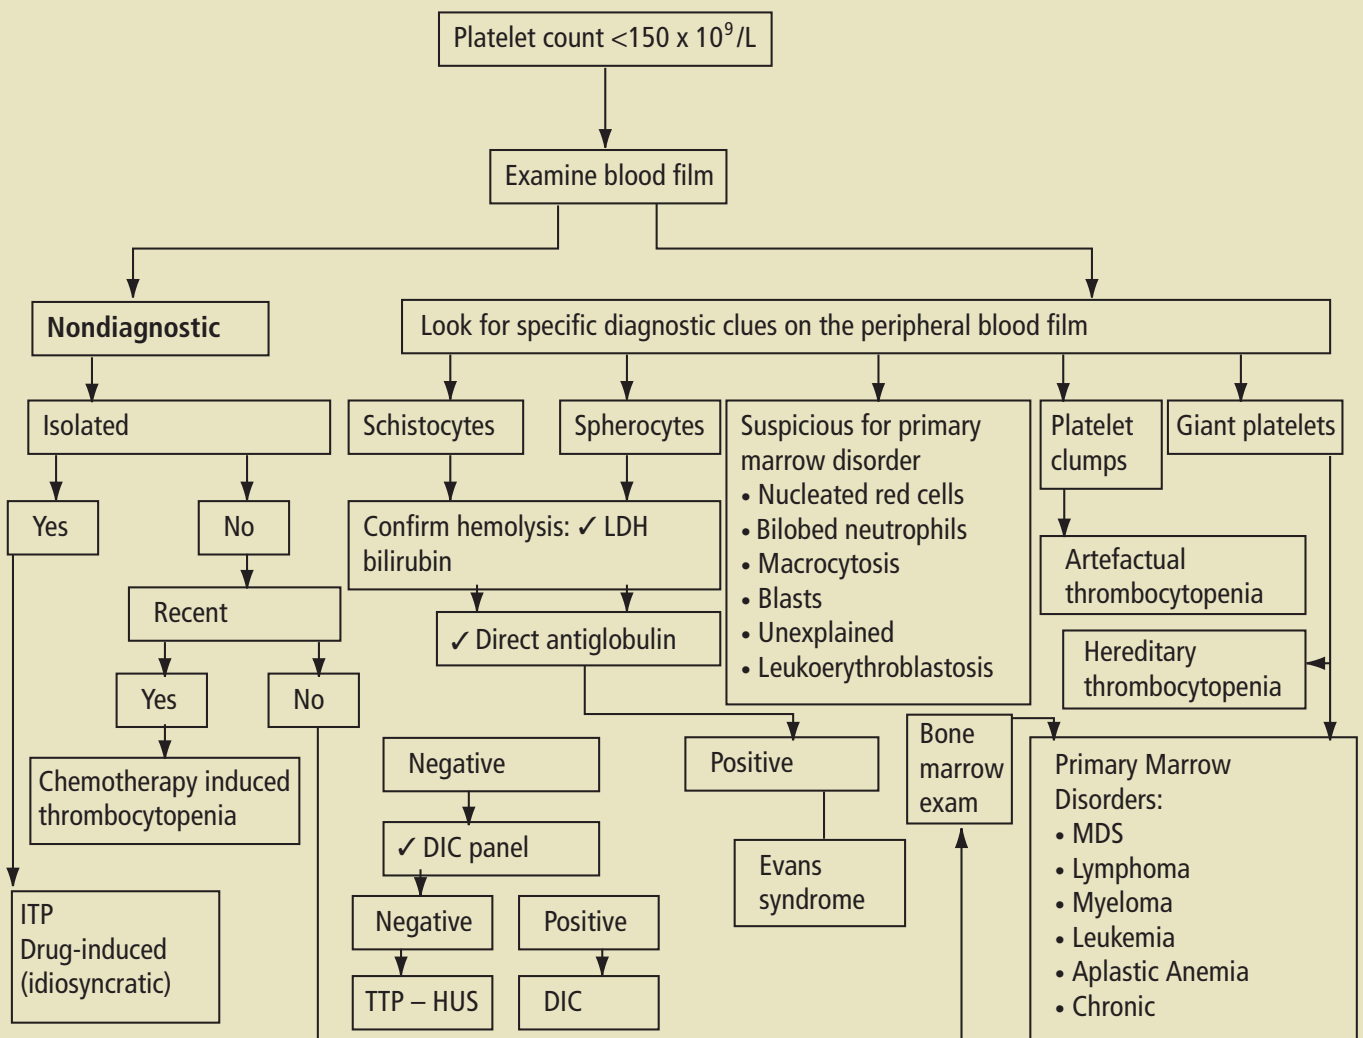 Platelet count <150 x 10⁹/L
Examine blood film
Nondiagnostic
Look for specific diagnostic clues on the peripheral blood film
Isolated
Schistocytes
Spherocytes
Suspicious for primary
marrow disorder
• Nucleated red cells
• Bilobed neutrophils
• Macrocytosis
• Blasts
• Unexplained
• Leukoerythroblastosis
Platelet
clumps
Giant platelets
Yes
No
Confirm hemolysis: ✓ LDH
bilirubin
Artefactual
thrombocytopenia
Recent
✓ Direct antiglobulin
Hereditary
thrombocytopenia
Yes
No
Chemotherapy induced
thrombocytopenia
Negative
Positive
Bone
marrow
exam
Primary Marrow
Disorders:
• MDS
• Lymphoma
• Myeloma
• Leukemia
• Aplastic Anemia
• Chronic
✓ DIC panel
Evans
syndrome
ITP
Drug-induced
(idiosyncratic)
Negative
Positive
TTP – HUS
DIC